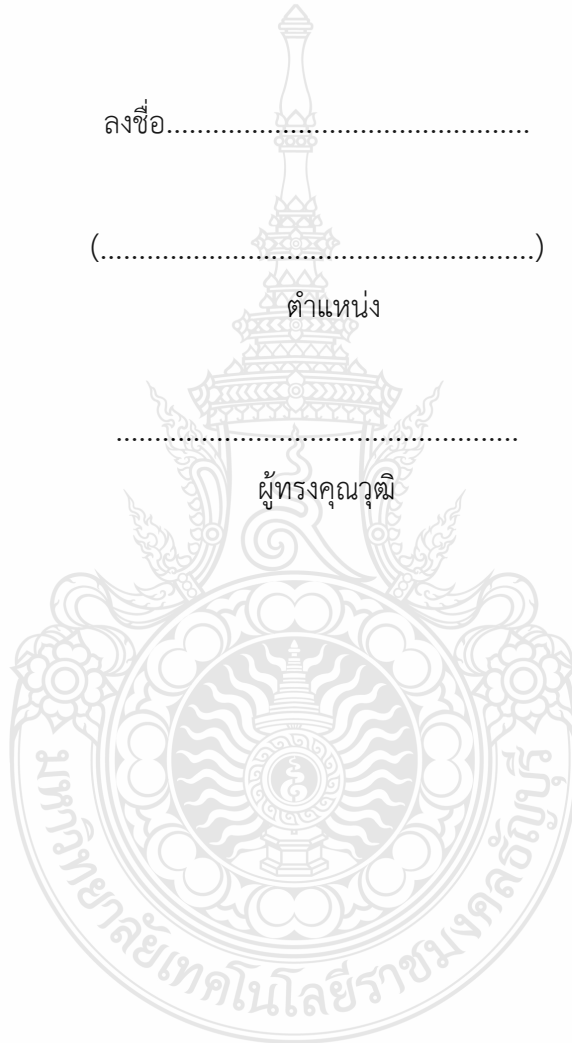 ลงชื่อ...............................................
(........................................................)
ตำแหน่ง
....................................................
ผู้ทรงคุณวุฒิ
มหาวิทยาลัยเทคโนโลยีราชมงคลธัญบุรี